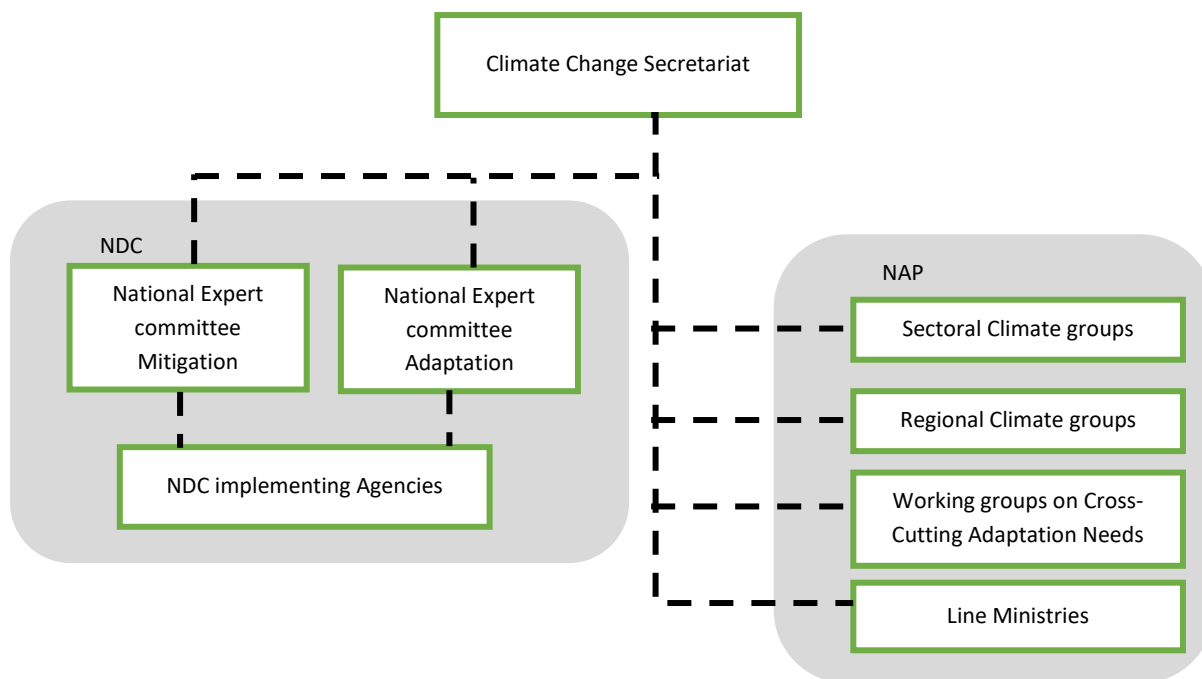 Climate Change Secretariat
NDC
National Expert
committee
Mitigation
National Expert
committee
Adaptation
NDC implementing Agencies
NAP
Sectoral Climate groups
Regional Climate groups
Working groups on Cross-
Cutting Adaptation Needs
Line Ministries